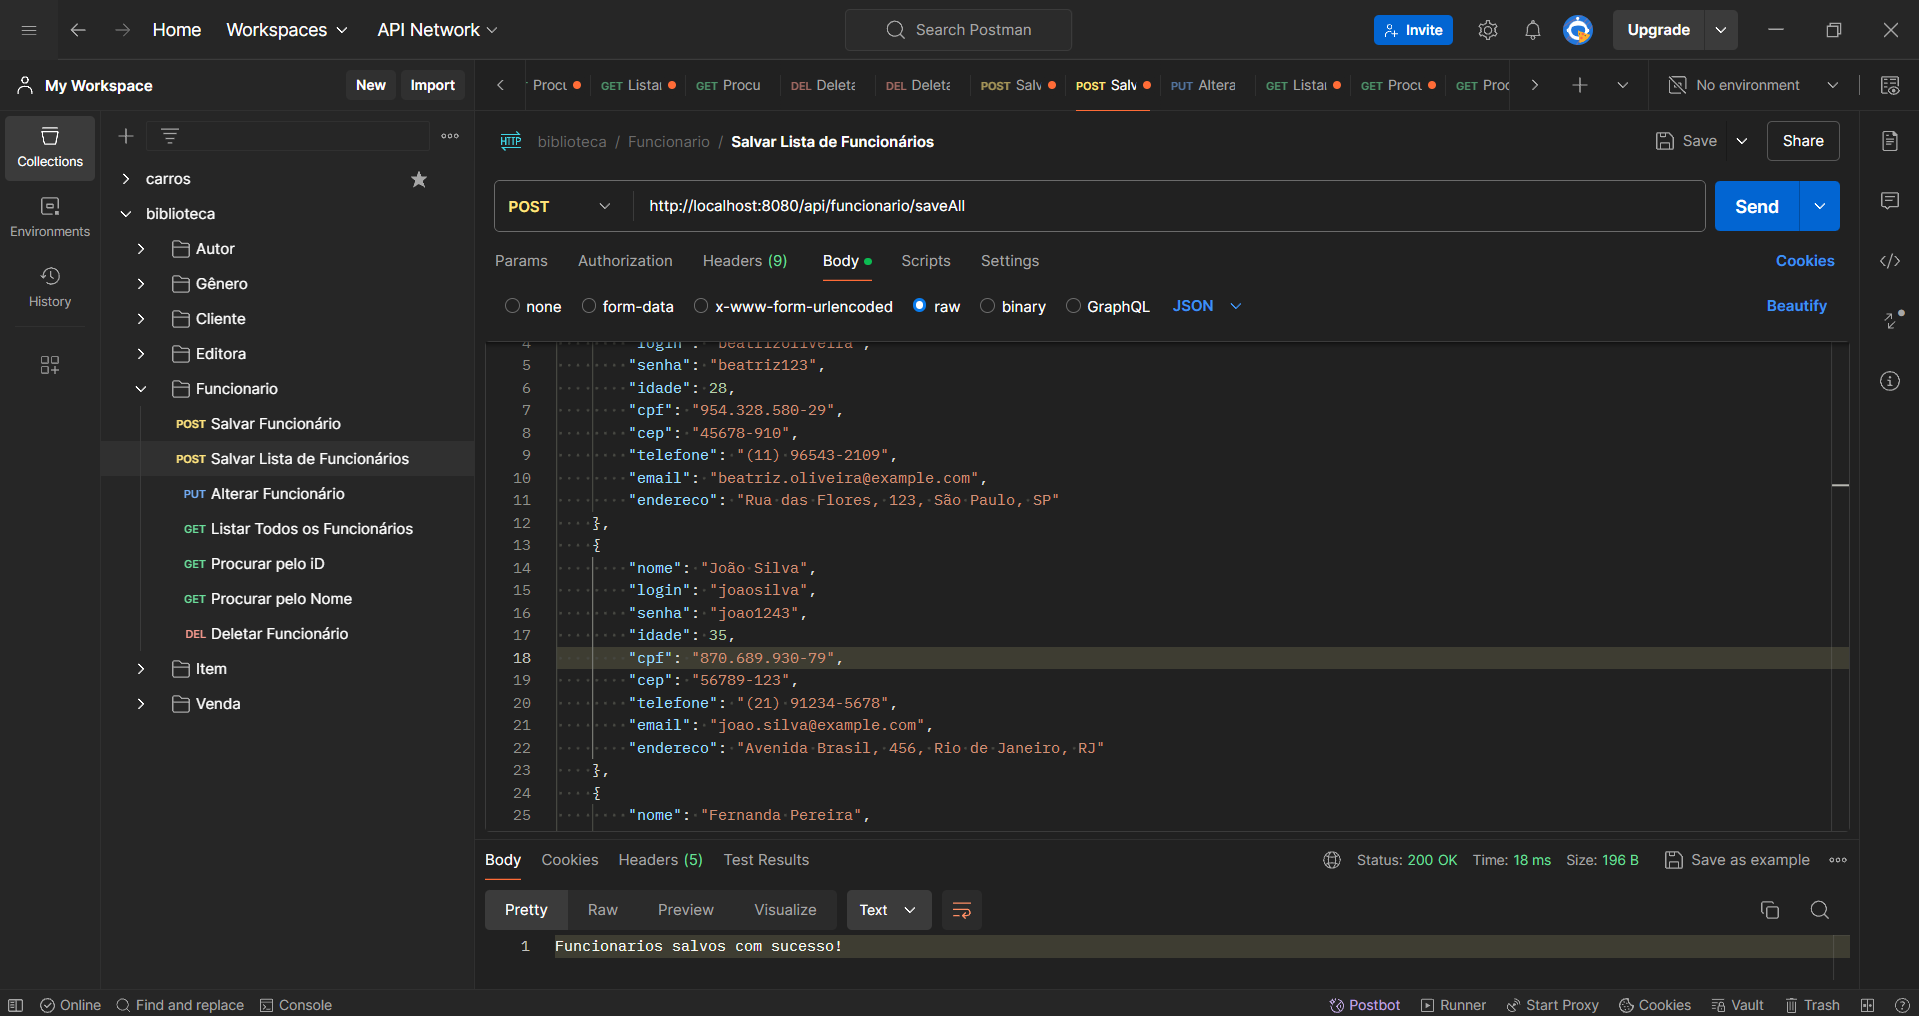 Home
Workspaces
API Network
Search Postman
Invite
Upgrade
My Workspace
New
Import
Procu
GET Listar
GET Procu
DEL Deleta
DEL Deleta
POST Salv
POST Salv
PUT Altera
GET Listar
GET Procu
GET Proc
No environment
Collections
Environments
History
carros
biblioteca
Autor
Gênero
Cliente
Editora
Funcionario
POST Salvar Funcionário
POST Salvar Lista de Funcionários
PUT Alterar Funcionário
GET Listar Todos os Funcionários
GET Procurar pelo iD
GET Procurar pelo Nome
DEL Deletar Funcionário
Item
Venda
HTTP biblioteca / Funcionario / Salvar Lista de Funcionários
Save
Share
POST http://localhost:8080/api/funcionario/saveAll
Send
Params Authorization Headers (9) Body Scripts Settings
Cookies
none form-data x-www-form-urlencoded raw binary GraphQL JSON
Beautify
4 "login": "beatrizoliveira",
5 "senha": "beatriz123",
6 "idade": 28,
7 "cpf": "954.328.580-29",
8 "cep": "45678-910",
9 "telefone": "(11) 96543-2109",
10 "email": "beatriz.oliveira@example.com",
11 "endereco": "Rua das Flores, 123, São Paulo, SP"
12 },
13 {
14 "nome": "João Silva",
15 "login": "joaosilva",
16 "senha": "joao1243",
17 "idade": 35,
18 "cpf": "870.689.930-79",
19 "cep": "56789-123",
20 "telefone": "(21) 91234-5678",
21 "email": "joao.silva@example.com",
22 "endereco": "Avenida Brasil, 456, Rio de Janeiro, RJ"
23 },
24 {
25 "nome": "Fernanda Pereira",
Body Cookies Headers (5) Test Results
Status: 200 OK Time: 18 ms Size: 196 B
Save as example
Pretty Raw Preview Visualize Text
1 Funcionarios salvos com sucesso!
Online
Find and replace
Console
Postbot
Runner
Start Proxy
Cookies
Vault
Trash